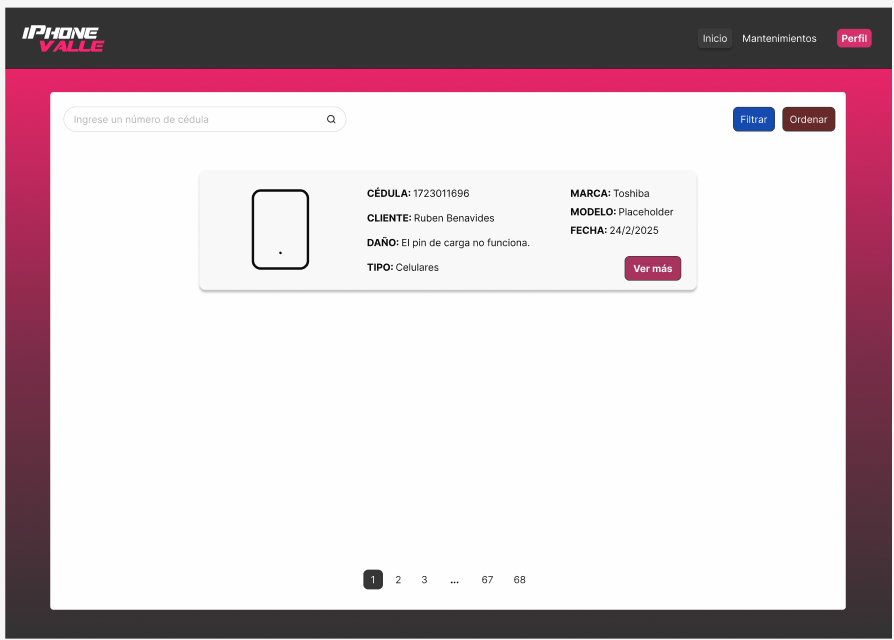 iPHONE
VALLE
Inicio Mantenimientos Perfil
Ingrese un número de cédula
Filtrar Ordenar
CÉDULA: 1723011696
CLIENTE: Ruben Benavides
DAÑO: El pin de carga no funciona.
TIPO: Celulares
MARCA: Toshiba
MODELO: Placeholder
FECHA: 24/2/2025
Ver más
1 2 3 ... 67 68